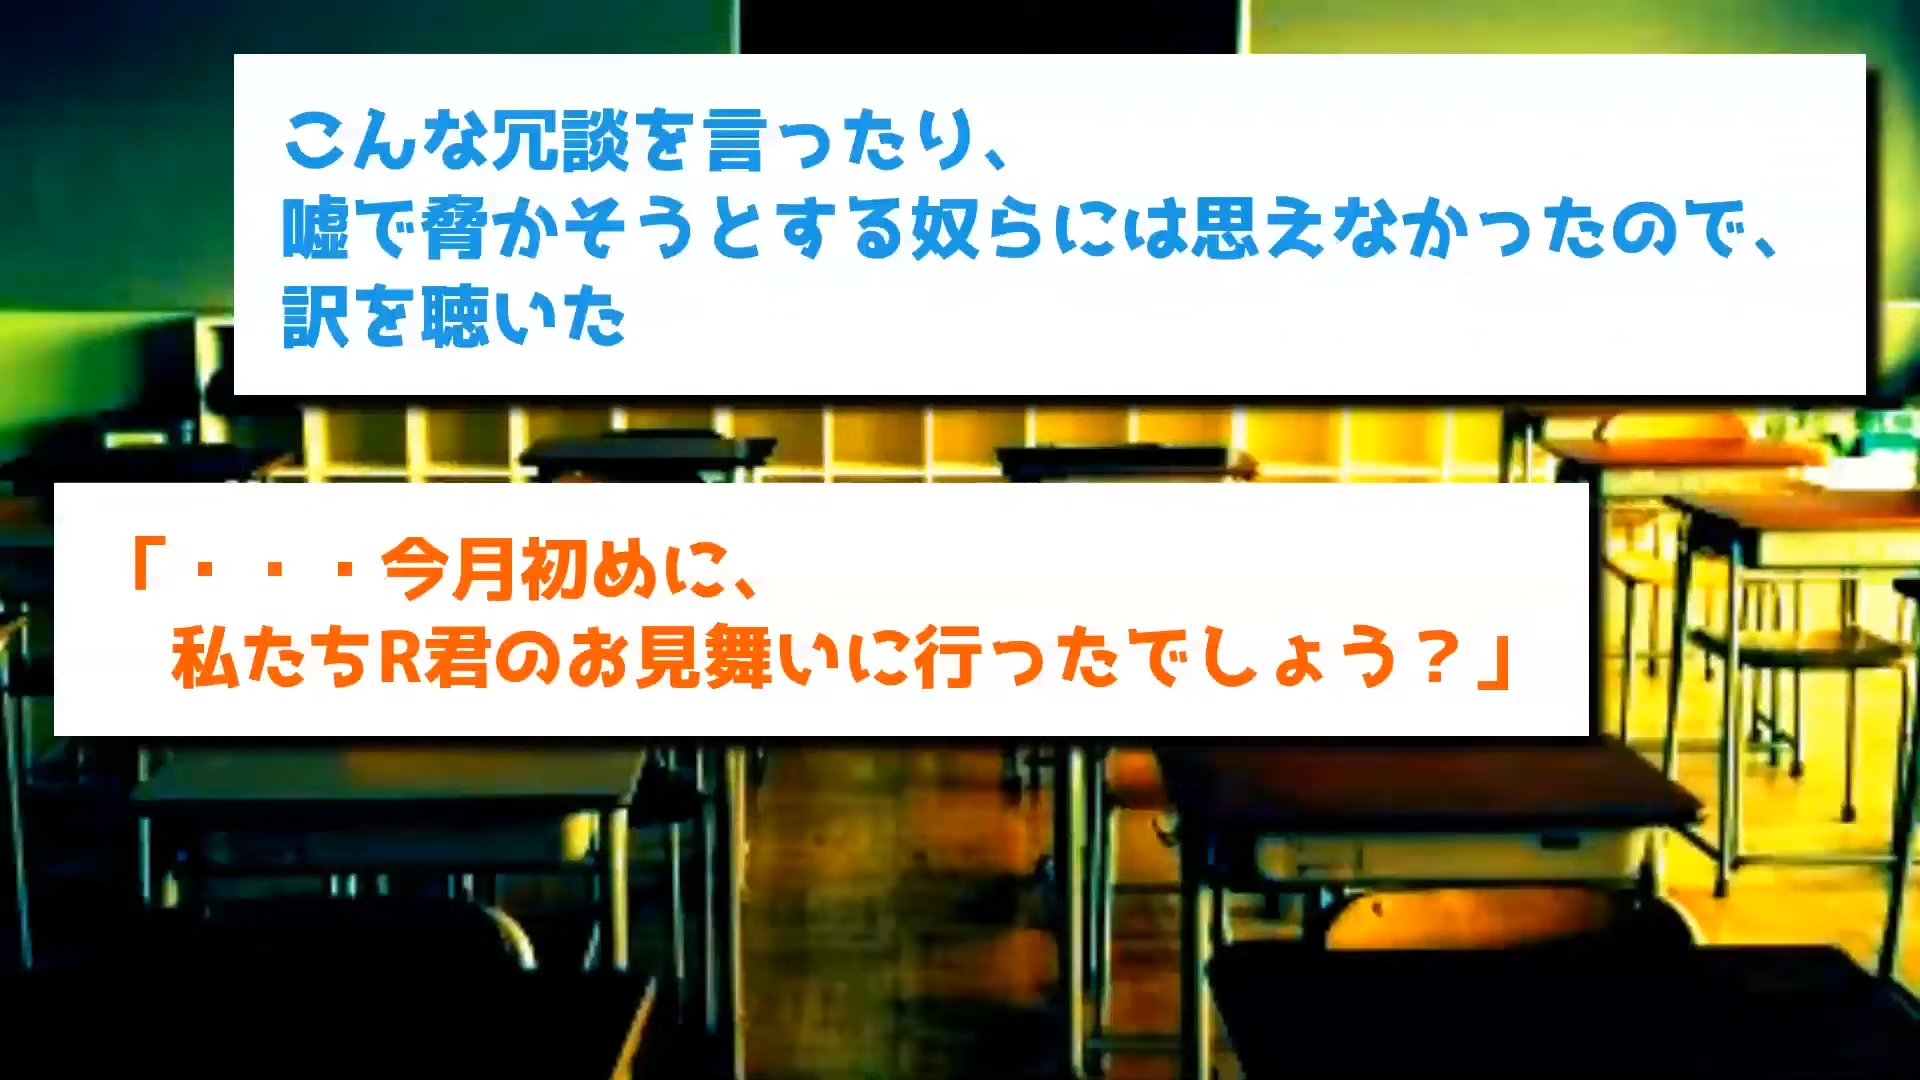 こんな冗談を言ったり、
嘘で脅かそうとする奴らには思えなかったので、
訳を聴いた
「・・・今月初めに、
私たちR君のお見舞いに行ったでしょう？」